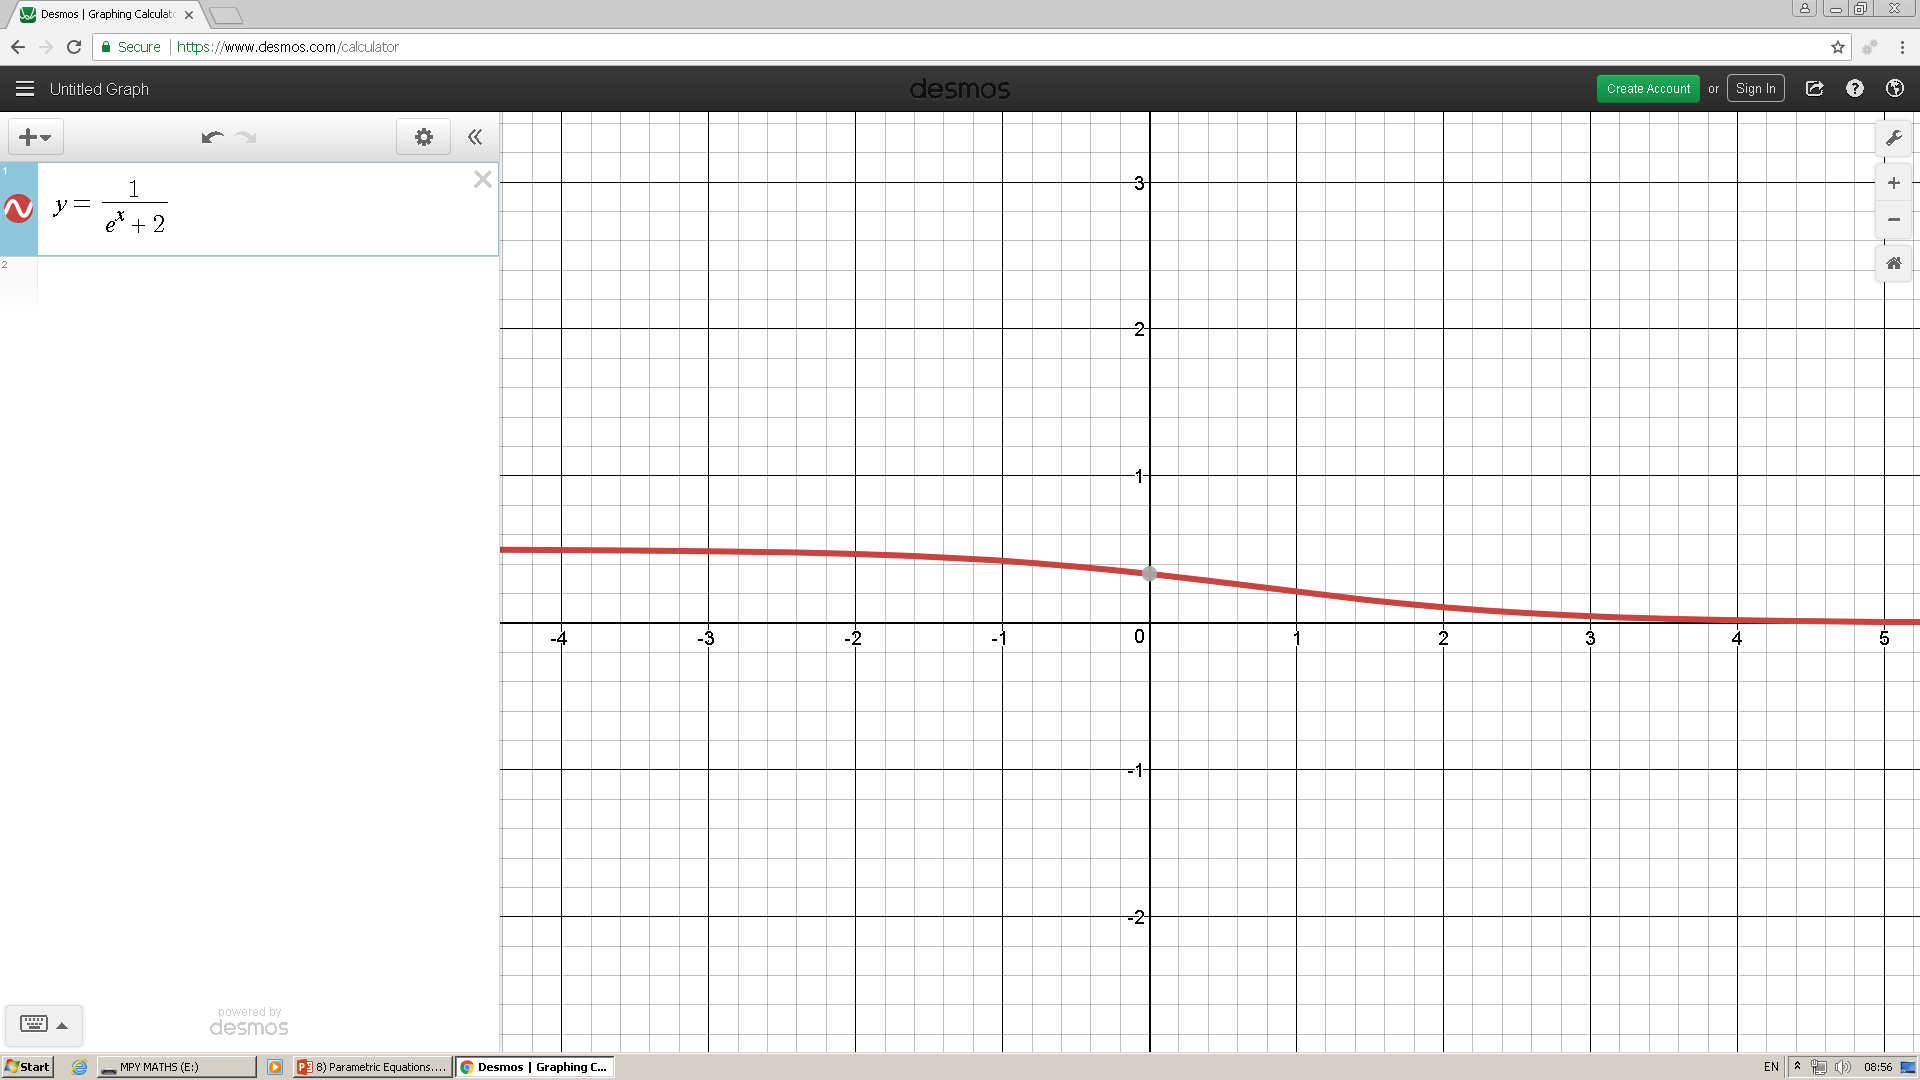 Desmos | Graphing Calculat
Secure | https://www.desmos.com/calculator
Untitled Graph
desmos
Create Account or Sign In
1
y = 1/(e^x + 2)
2
powered by
desmos
3
2
1
-4 -3 -2 -1 0 1 2 3 4 5
-1
-2
Start
MPY MATHS (E:)
8) Parametric Equations....
Desmos | Graphing C...
EN
08:56